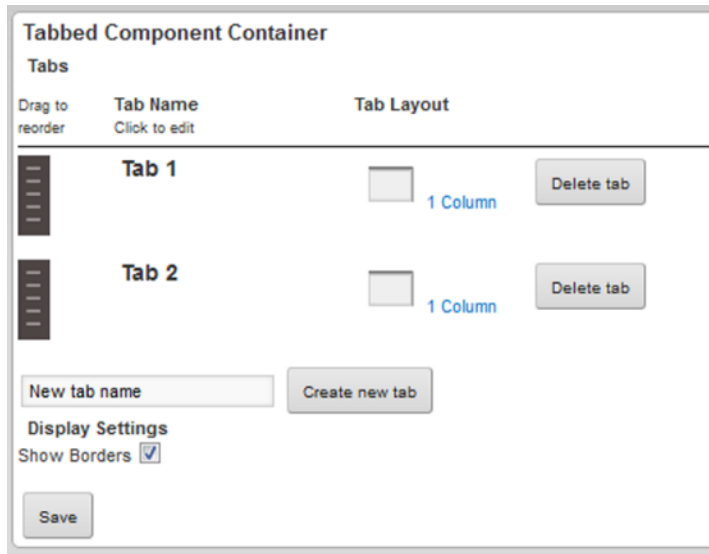 Tabbed Component Container
Tabs
Drag to reorder
Tab Name
Click to edit
Tab Layout
Tab 1
1 Column
Delete tab
Tab 2
1 Column
Delete tab
New tab name
Create new tab
Display Settings
Show Borders
Save